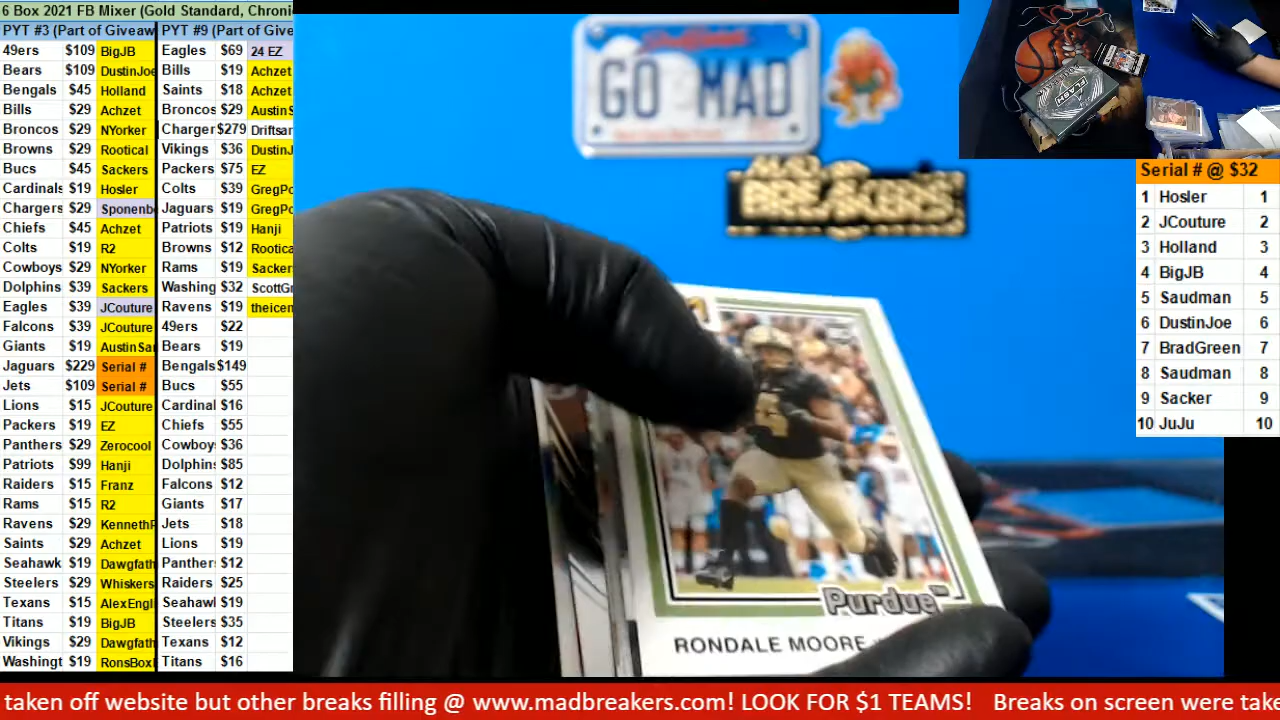 6 Box 2021 FB Mixer (Gold Standard, Chroni
PYT #3 (Part of Giveaw PYT #9 (Part of Give
49ers $109 BigJB Eagles $69 24 EZ
Bears $109 DustinJoe Bills $19 Achzet
Bengals $45 Holland Saints $18 Achzet
Bills $29 Achzet Broncos $29 AustinS
Broncos $29 NYorker Charger $279 Driftsar
Browns $29 Rootical Vikings $36 DustinJ
Bucs $45 Sackers Packers $75 EZ
Cardinals $19 Hosler Colts $39 GregPo
Chargers $29 Sponenb Jaguars $19 GregPo
Chiefs $45 Achzet Patriots $19 Hanji
Colts $19 R2 Browns $12 Rootica
Cowboys $29 NYorker Rams $19 Sacker
Dolphins $39 Sackers Washing $32 ScottGr
Eagles $39 JCouture Ravens $19 theicen
Falcons $39 JCouture 49ers $22
Giants $19 AustinSar Bears $19
Jaguars $229 Serial # Bengals $149
Jets $109 Serial # Bucs $55
Lions $15 JCouture Cardinal $16
Packers $19 EZ Chiefs $55
Panthers $29 Zerocool Cowboy $36
Patriots $99 Hanji Dolphins $85
Raiders $15 Franz Falcons $12
Rams $15 R2 Giants $17
Ravens $29 KennethF Jets $18
Saints $29 Achzet Lions $19
Seahawk $19 Dawgfath Panther $12
Steelers $29 Whiskers Raiders $25
Texans $15 AlexEngl Seahawl $19
Titans $19 BigJB Steelers $35
Vikings $29 Dawgfath Texans $12
Washingt $19 RonsBoxI Titans $16
GO MAD
MAD
BREAKERS
FLASH
Purdue™
RONDALE MOORE
Serial # @ $32
1 Hosler 1
2 JCouture 2
3 Holland 3
4 BigJB 4
5 Saudman 5
6 DustinJoe 6
7 BradGreen 7
8 Saudman 8
9 Sacker 9
10 JuJu 10
taken off website but other breaks filling @ www.madbreakers.com! LOOK FOR $1 TEAMS! Breaks on screen were take